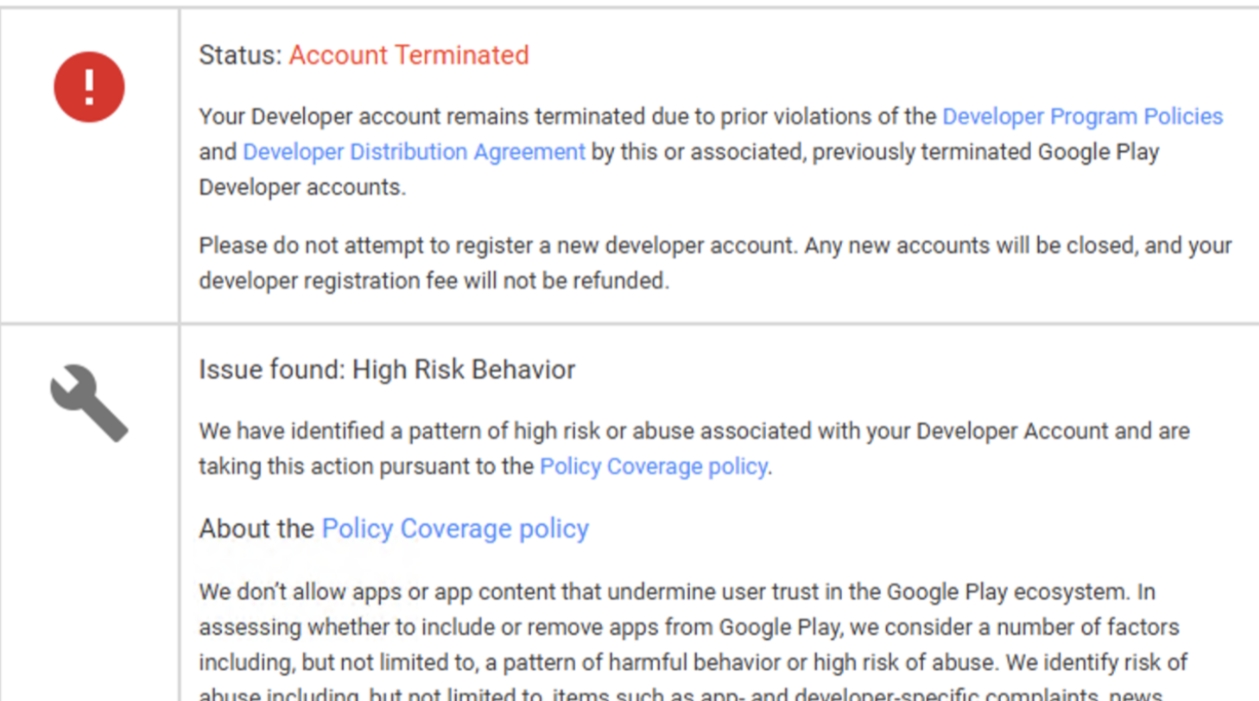 Status: Account Terminated
Your Developer account remains terminated due to prior violations of the Developer Program Policies
and Developer Distribution Agreement by this or associated, previously terminated Google Play
Developer accounts.
Please do not attempt to register a new developer account. Any new accounts will be closed, and your
developer registration fee will not be refunded.
Issue found: High Risk Behavior
We have identified a pattern of high risk or abuse associated with your Developer Account and are
taking this action pursuant to the Policy Coverage policy.
About the Policy Coverage policy
We don’t allow apps or app content that undermine user trust in the Google Play ecosystem. In
assessing whether to include or remove apps from Google Play, we consider a number of factors
including, but not limited to, a pattern of harmful behavior or high risk of abuse. We identify risk of
abuse including, but not limited to, items such as app- and developer-specific complaints, news